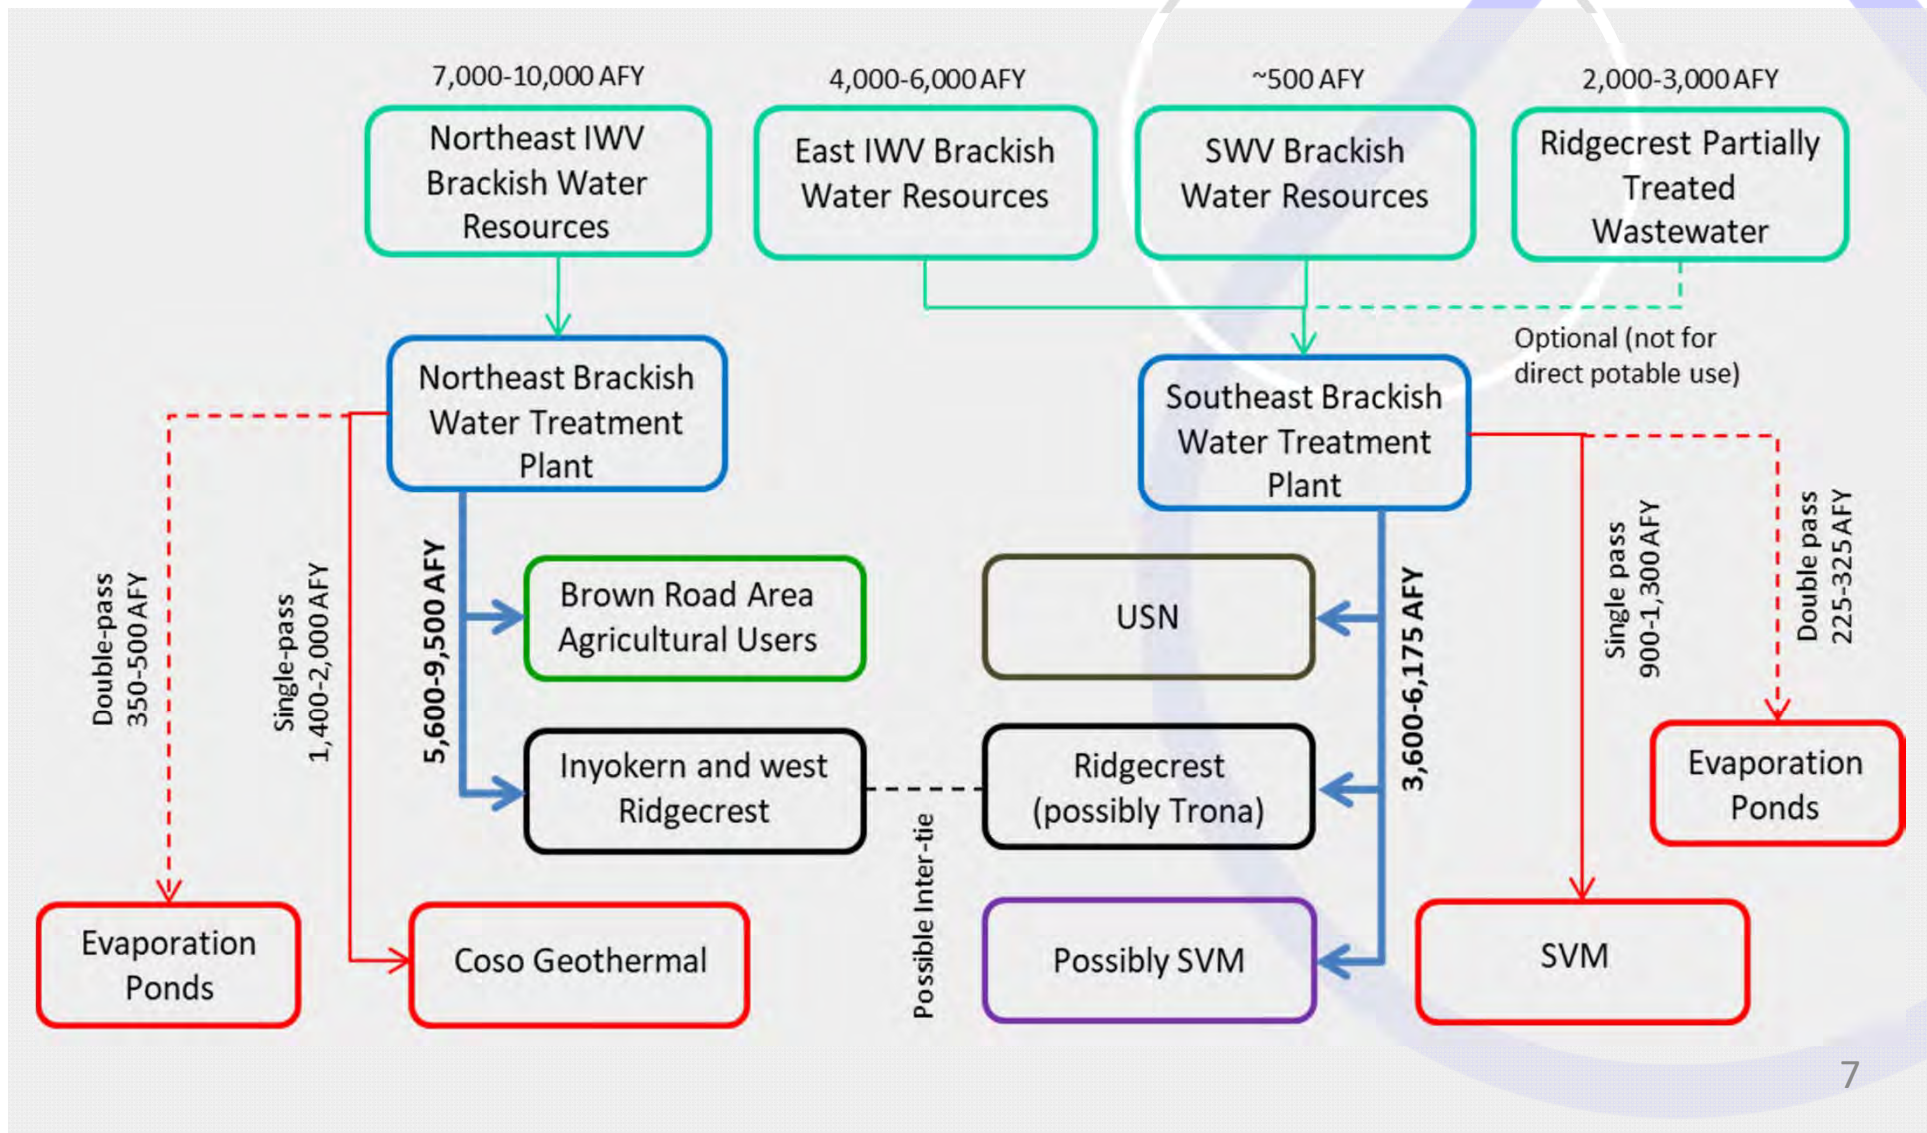 7,000-10,000 AFY
4,000-6,000 AFY
~500 AFY
2,000-3,000 AFY
Northeast IWV
Brackish Water
Resources
East IWV Brackish
Water Resources
SWV Brackish
Water Resources
Ridgecrest Partially
Treated
Wastewater
Optional (not for
direct potable use)
Northeast Brackish
Water Treatment
Plant
Southeast Brackish
Water Treatment
Plant
Double-pass
350-500 AFY
Single-pass
1,400-2,000 AFY
5,600-9,500 AFY
Brown Road Area
Agricultural Users
USN
3,600-6,175 AFY
Single pass
900-1,300 AFY
Double pass
225-325 AFY
Inyokern and west
Ridgecrest
Possible Inter-tie
Ridgecrest
(possibly Trona)
Evaporation
Ponds
Evaporation
Ponds
Coso Geothermal
Possibly SVM
SVM
7